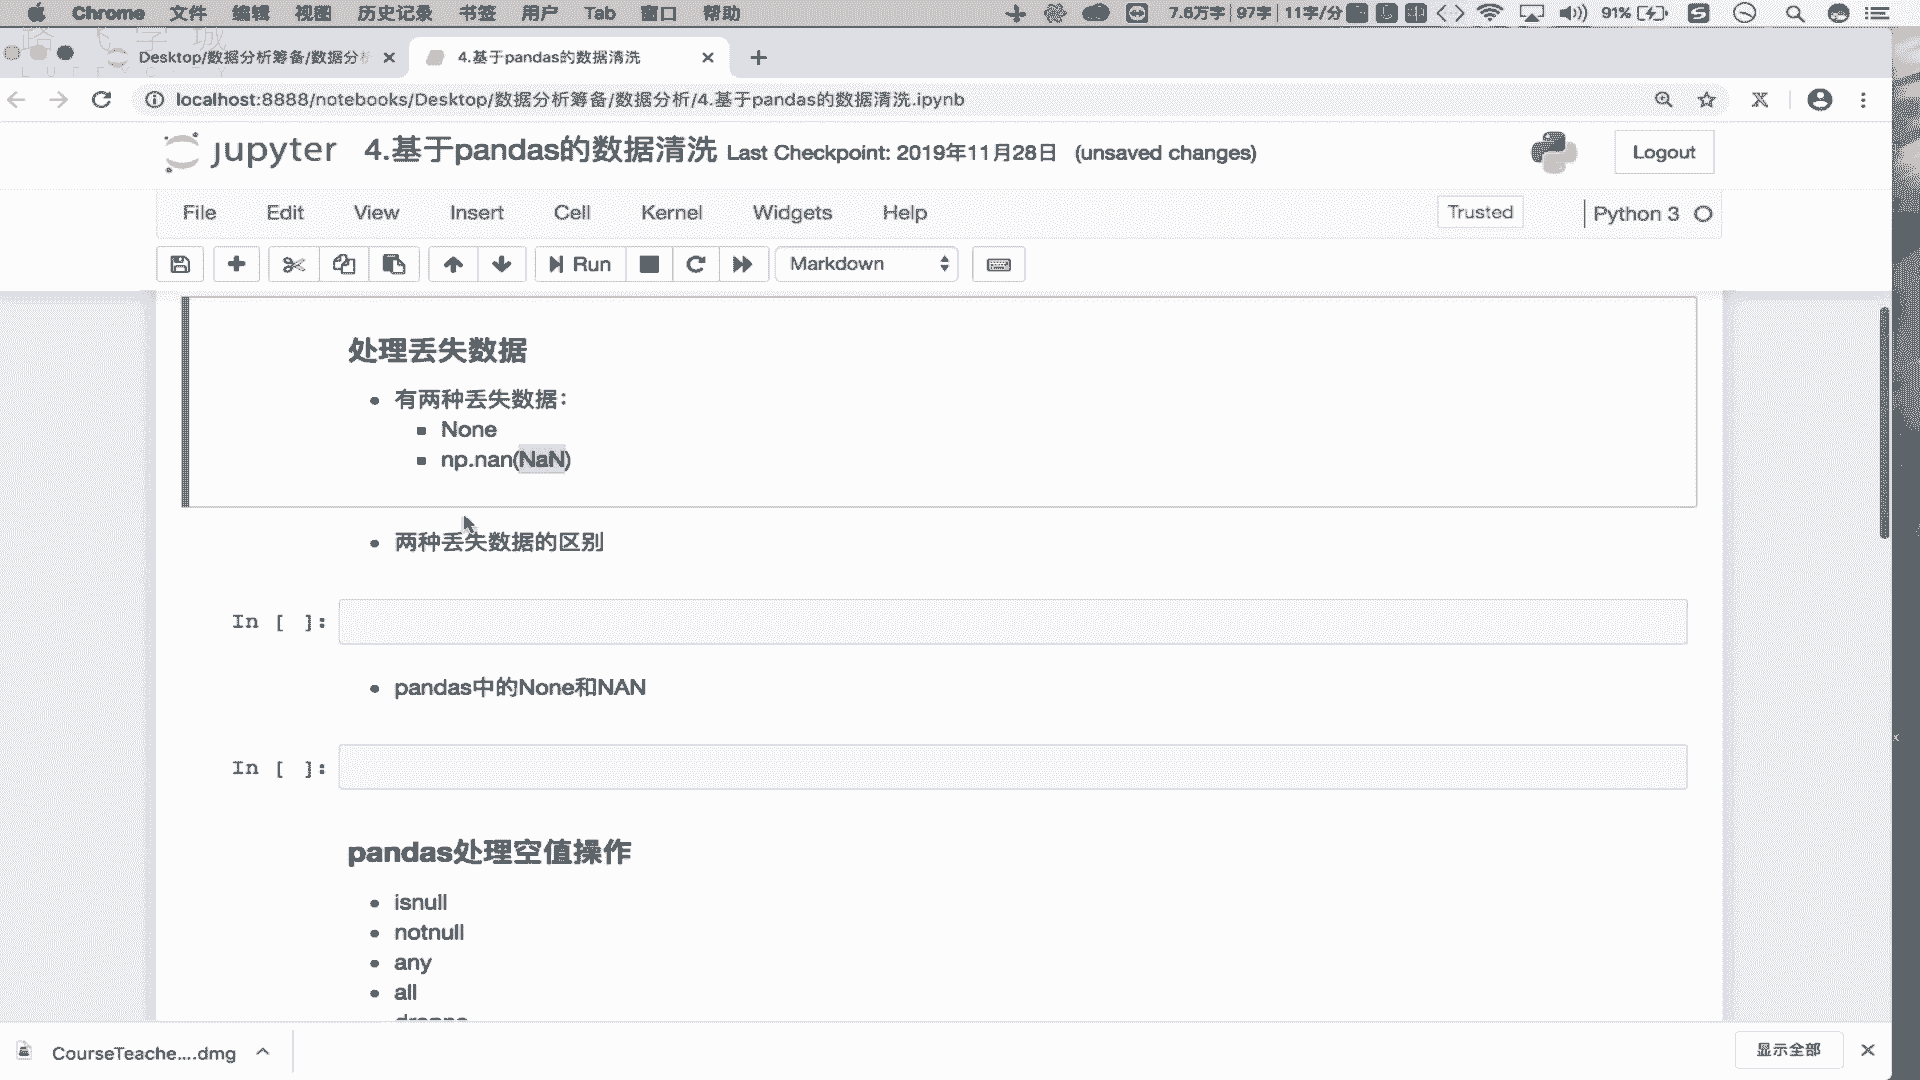 Chrome 文件 编辑 视图 历史记录 书签 用户 Tab 窗口 帮助 7.6万字 97字 11字/分 91%
Desktop/数据分析筹备/数据分析 4.基于pandas的数据清洗
localhost:8888/notebooks/Desktop/数据分析筹备/数据分析/4.基于pandas的数据清洗.ipynb
jupyter 4.基于pandas的数据清洗 Last Checkpoint: 2019年11月28日 (unsaved changes) Logout
File Edit View Insert Cell Kernel Widgets Help Trusted Python 3
Run Markdown
处理丢失数据
有两种丢失数据：
None
np.nan(NaN)
两种丢失数据的区别
In [ ]:
pandas中的None和NAN
In [ ]:
pandas处理空值操作
isnull
notnull
any
all
CourseTeache....dmg 显示全部